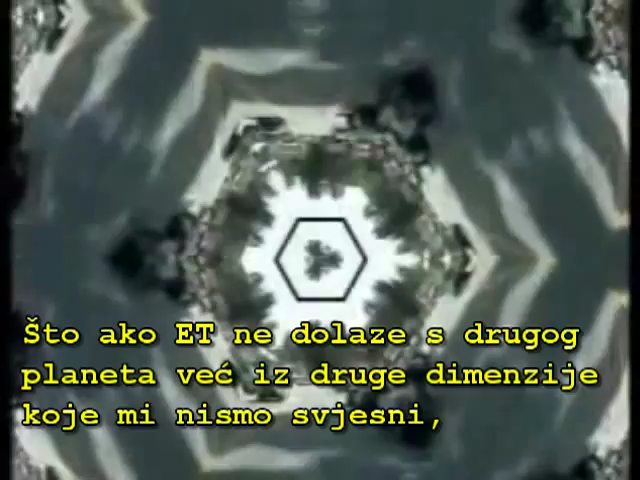 Što ako ET ne dolaze s drugog
planeta već iz druge dimenzije
koje mi nismo svjesni,